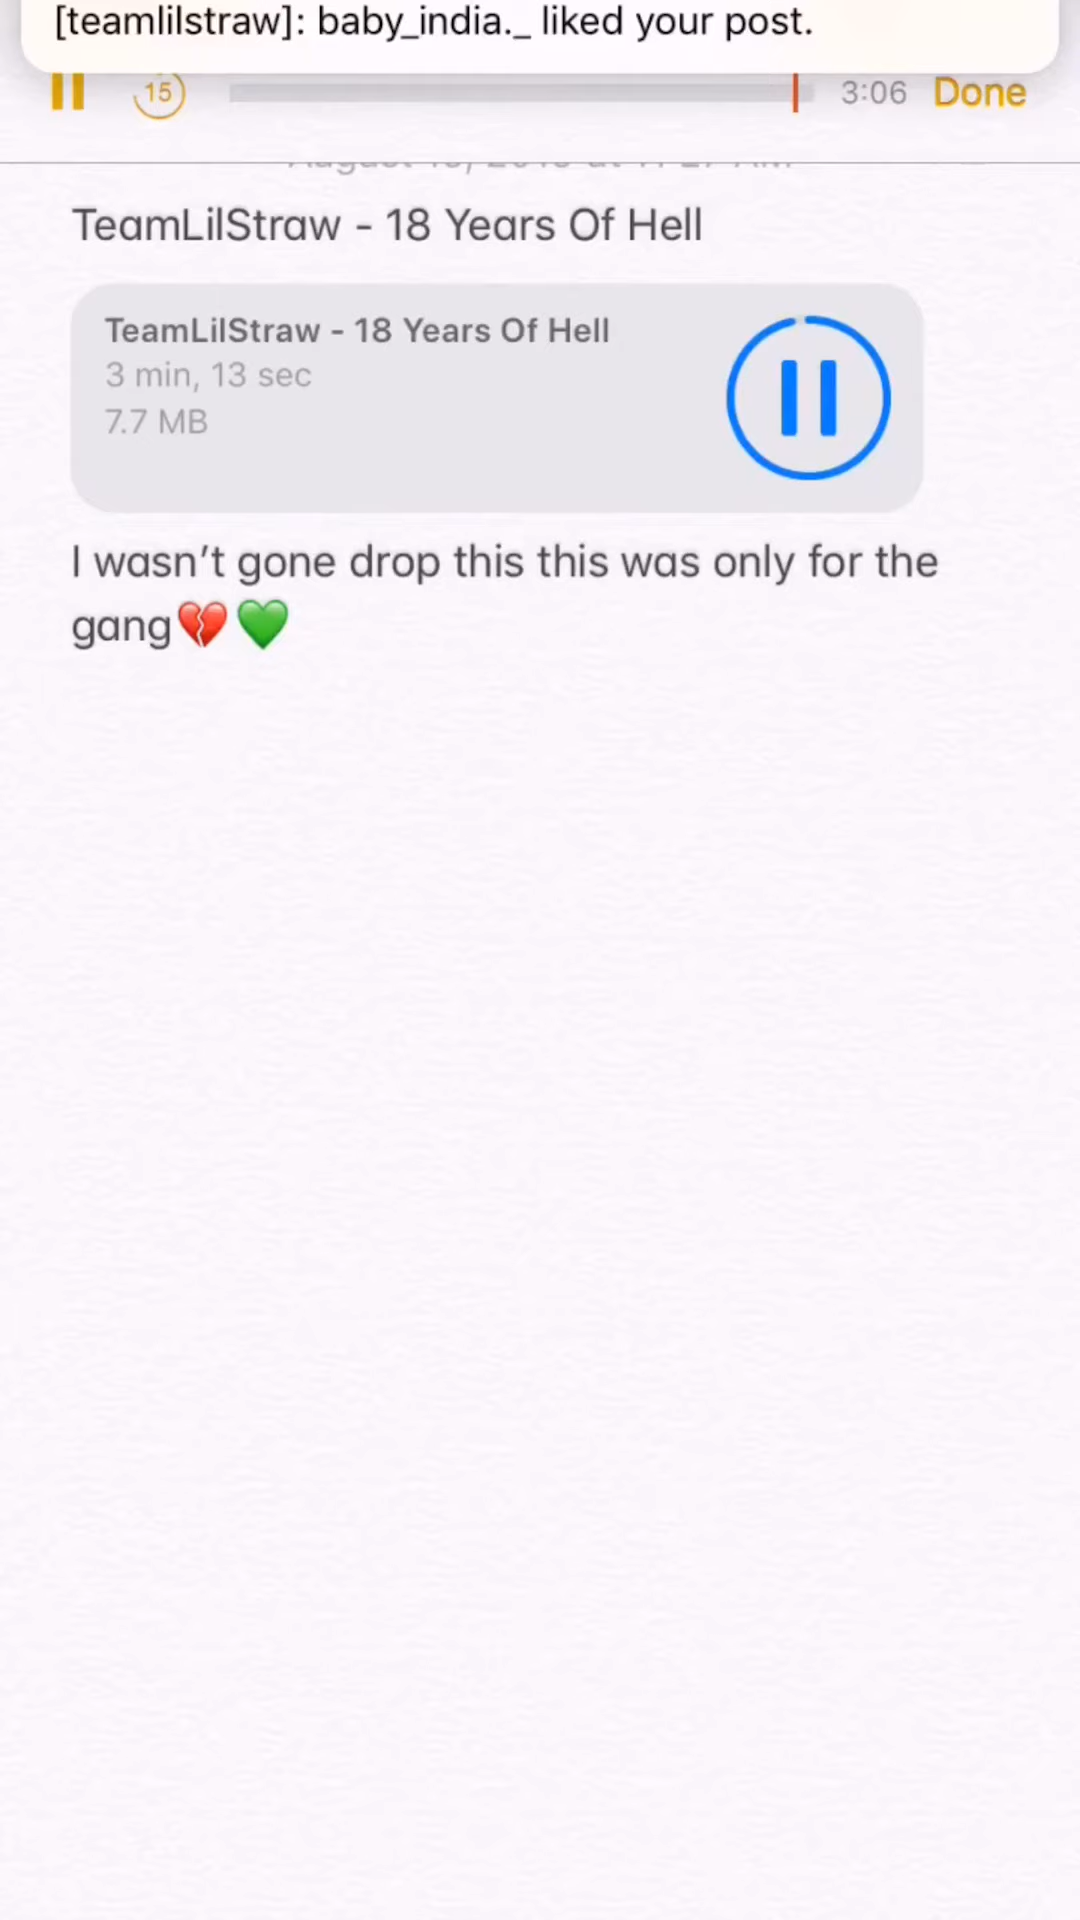 [teamlilstraw]: baby_india._ liked your post.
15 3:06 Done
TeamLilStraw - 18 Years Of Hell
TeamLilStraw - 18 Years Of Hell
3 min, 13 sec
7.7 MB
I wasn’t gone drop this this was only for the
gang💔💚